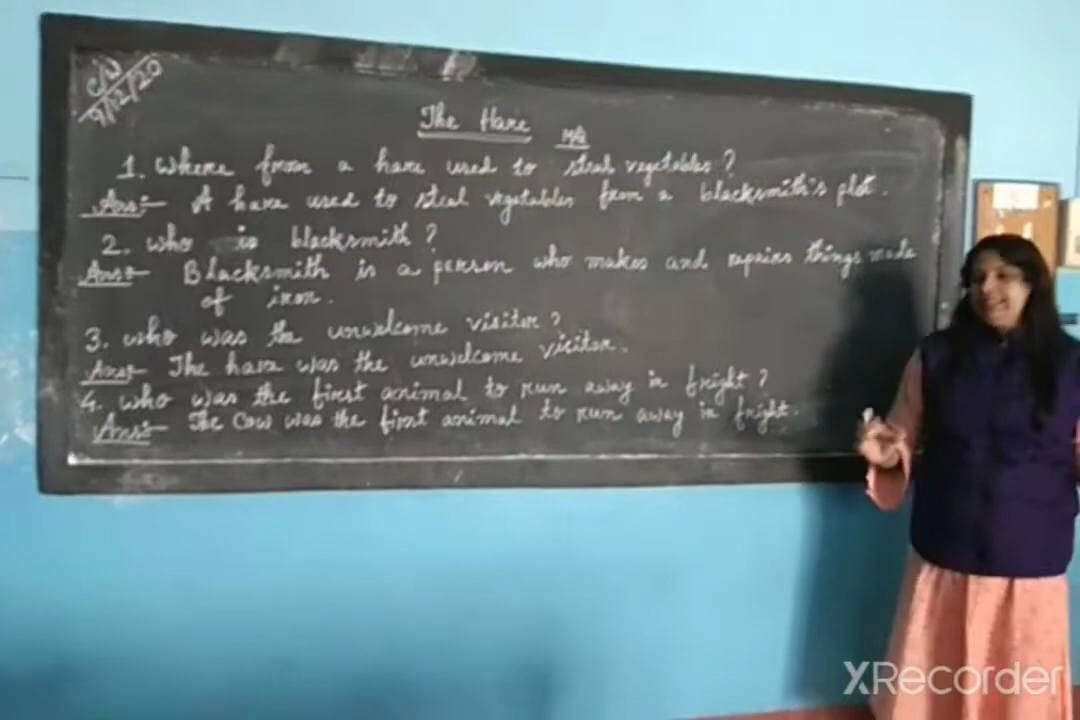 C/W
9/12/20
The Hare
1. Where from a hare used to steal vegetables?
Ans:- A hare used to steal vegetables from a blacksmith's plot.
2. Who is blacksmith?
Ans:- Blacksmith is a person who makes and repairs things made
of iron.
3. Who was the unwelcome visitor?
Ans:- The hare was the unwelcome visitor.
4. Who was the first animal to run away in fright?
Ans:- The Cow was the first animal to run away in fright.
XRecorder